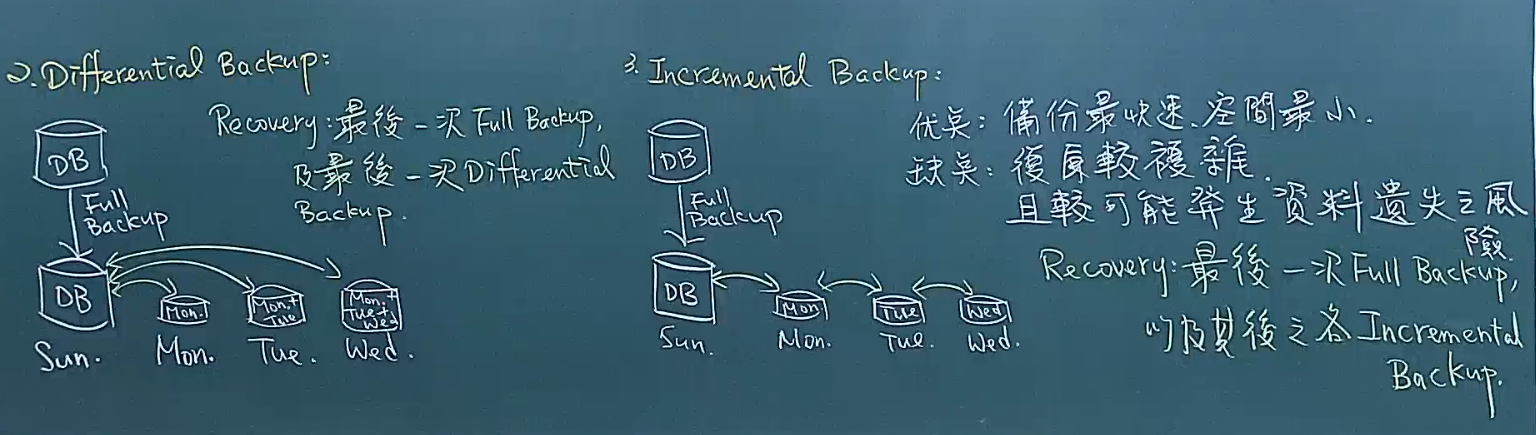 2. Differential Backup:
Recovery: 最後一次 Full Backup,
及最後一次 Differential
Backup.
DB
Full
Backup
DB
Mon.
Mon.+
Tue
Mon.+
Tue+
Wed
Sun.
Mon.
Tue.
Wed.
3. Incremental Backup:
DB
Full
Backup
DB
Mon
Tue
Wed
Sun.
Mon.
Tue.
Wed.
优点: 備份最快速、空間最小.
缺点: 復原較複雜.
且較可能発生資料遺失之風
險.
Recovery: 最後一次 Full Backup,
以及其後之各 Incremental
Backup.